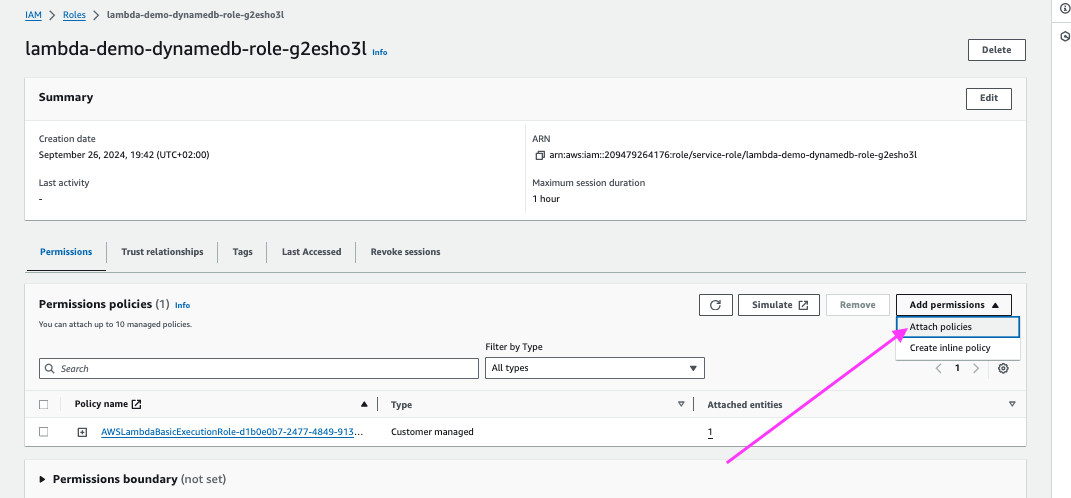 IAM > Roles > lambda-demo-dynamedb-role-g2esho3l
lambda-demo-dynamedb-role-g2esho3l Info
Delete
Summary
Edit
Creation date
September 26, 2024, 19:42 (UTC+02:00)
ARN
arn:aws:iam::209479264176:role/service-role/lambda-demo-dynamedb-role-g2esho3l
Last activity
-
Maximum session duration
1 hour
Permissions
Trust relationships
Tags
Last Accessed
Revoke sessions
Permissions policies (1) Info
You can attach up to 10 managed policies.
Simulate
Remove
Add permissions
Attach policies
Create inline policy
Filter by Type
Search
All types
1
Policy name
Type
Attached entities
AWSLambdaBasicExecutionRole-d1b0e0b7-2477-4849-913...
Customer managed
1
Permissions boundary (not set)